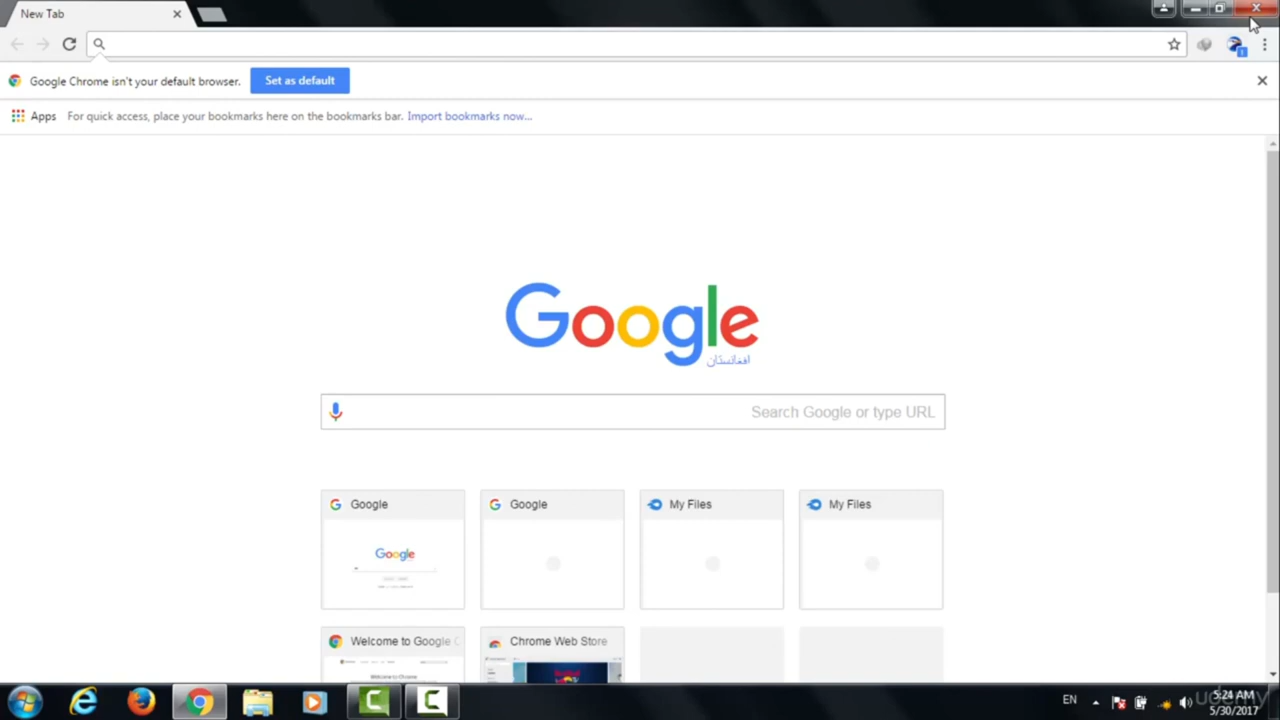 New Tab
Google Chrome isn't your default browser. Set as default
Apps For quick access, place your bookmarks here on the bookmarks bar. Import bookmarks now...
Google
افغانستان
Search Google or type URL
Google Google My Files My Files
Google
Welcome to Google C Chrome Web Store
EN 5:24 AM
5/30/2017
udemy